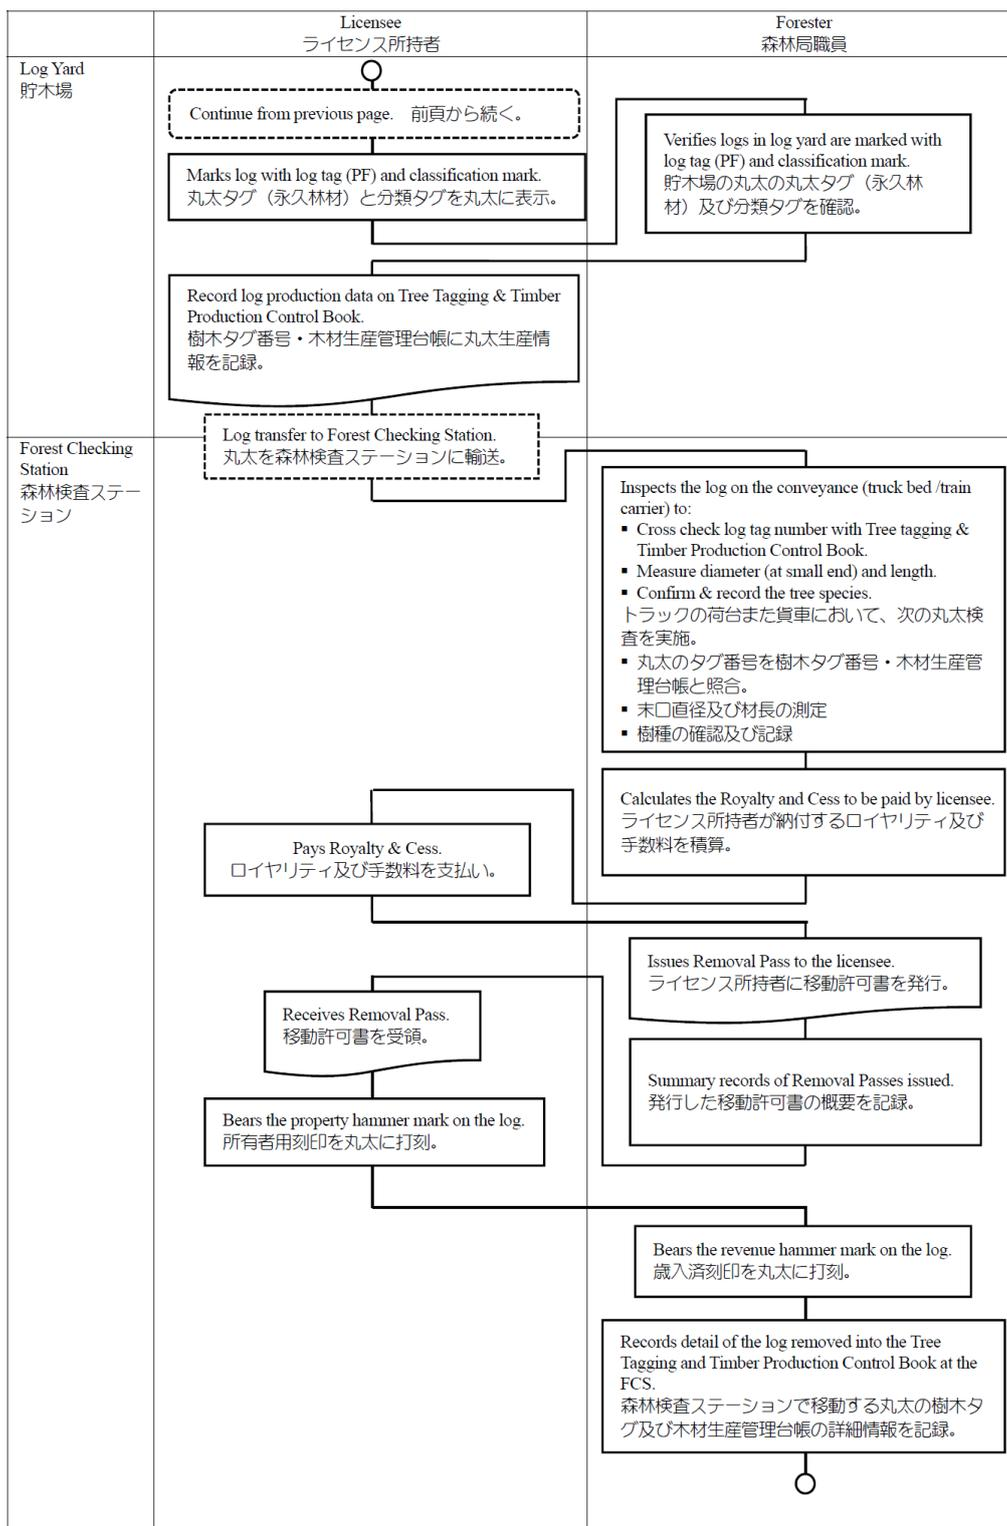 Licensee
ライセンス所持者
Forester
森林局職員
Log Yard
貯木場
Continue from previous page. 前頁から続く。
Marks log with log tag (PF) and classification mark.
丸太タグ（永久林材）と分類タグを丸太に表示。
Verifies logs in log yard are marked with
log tag (PF) and classification mark.
貯木場の丸太の丸太タグ（永久林
材）及び分類タグを確認。
Record log production data on Tree Tagging & Timber
Production Control Book.
樹木タグ番号・木材生産管理台帳に丸太生産情
報を記録。
Log transfer to Forest Checking Station.
丸太を森林検査ステーションに輸送。
Forest Checking
Station
森林検査ステー
ション
Inspects the log on the conveyance (truck bed /train
carrier) to:
▪ Cross check log tag number with Tree tagging &
Timber Production Control Book.
▪ Measure diameter (at small end) and length.
▪ Confirm & record the tree species.
トラックの荷台また貨車において、次の丸太検
査を実施。
▪ 丸太のタグ番号を樹木タグ番号・木材生産管
理台帳と照合。
▪ 末口直径及び材長の測定
▪ 樹種の確認及び記録
Calculates the Royalty and Cess to be paid by licensee.
ライセンス所持者が納付するロイヤリティ及び
手数料を積算。
Pays Royalty & Cess.
ロイヤリティ及び手数料を支払い。
Issues Removal Pass to the licensee.
ライセンス所持者に移動許可書を発行。
Receives Removal Pass.
移動許可書を受領。
Summary records of Removal Passes issued.
発行した移動許可書の概要を記録。
Bears the property hammer mark on the log.
所有者用刻印を丸太に打刻。
Bears the revenue hammer mark on the log.
歳入済刻印を丸太に打刻。
Records detail of the log removed into the Tree
Tagging and Timber Production Control Book at the
FCS.
森林検査ステーションで移動する丸太の樹木タ
グ及び木材生産管理台帳の詳細情報を記録。